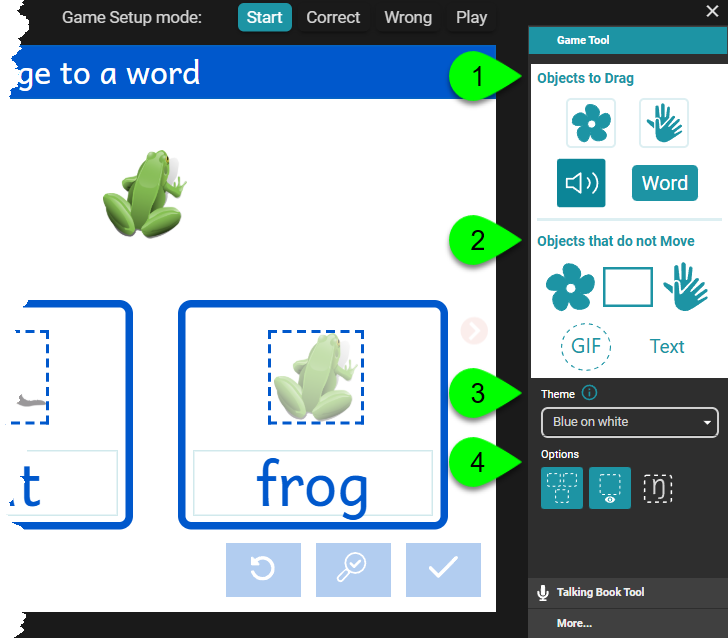 Game Setup mode: Start Correct Wrong Play
ge to a word
frog
t
1
2
3
4
Game Tool
Objects to Drag
Word
Objects that do not Move
GIF Text
Theme
Blue on white
Options
ŋ
Talking Book Tool
More...